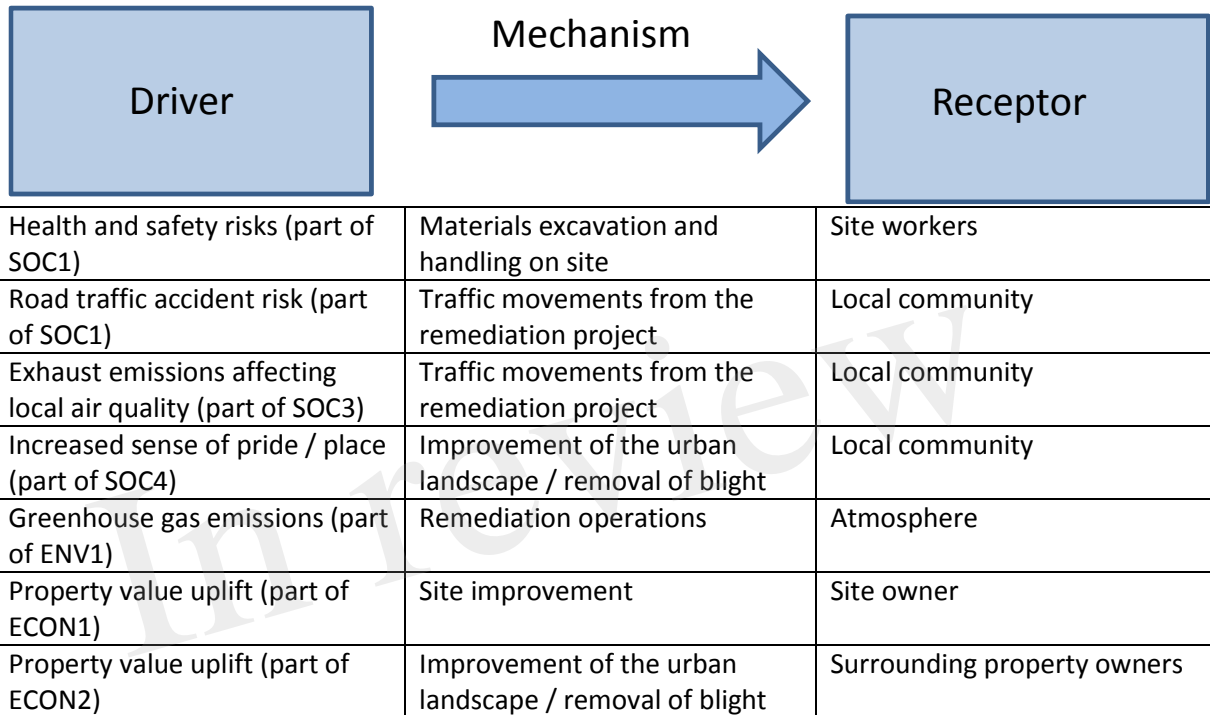 Driver
Mechanism
Receptor
Health and safety risks (part of
SOC1)
Materials excavation and
handling on site
Site workers
Road traffic accident risk (part
of SOC1)
Traffic movements from the
remediation project
Local community
Exhaust emissions affecting
local air quality (part of SOC3)
Traffic movements from the
remediation project
Local community
Increased sense of pride / place
(part of SOC4)
Improvement of the urban
landscape / removal of blight
Local community
Greenhouse gas emissions (part
of ENV1)
Remediation operations
Atmosphere
Property value uplift (part of
ECON1)
Site improvement
Site owner
Property value uplift (part of
ECON2)
Improvement of the urban
landscape / removal of blight
Surrounding property owners
In review